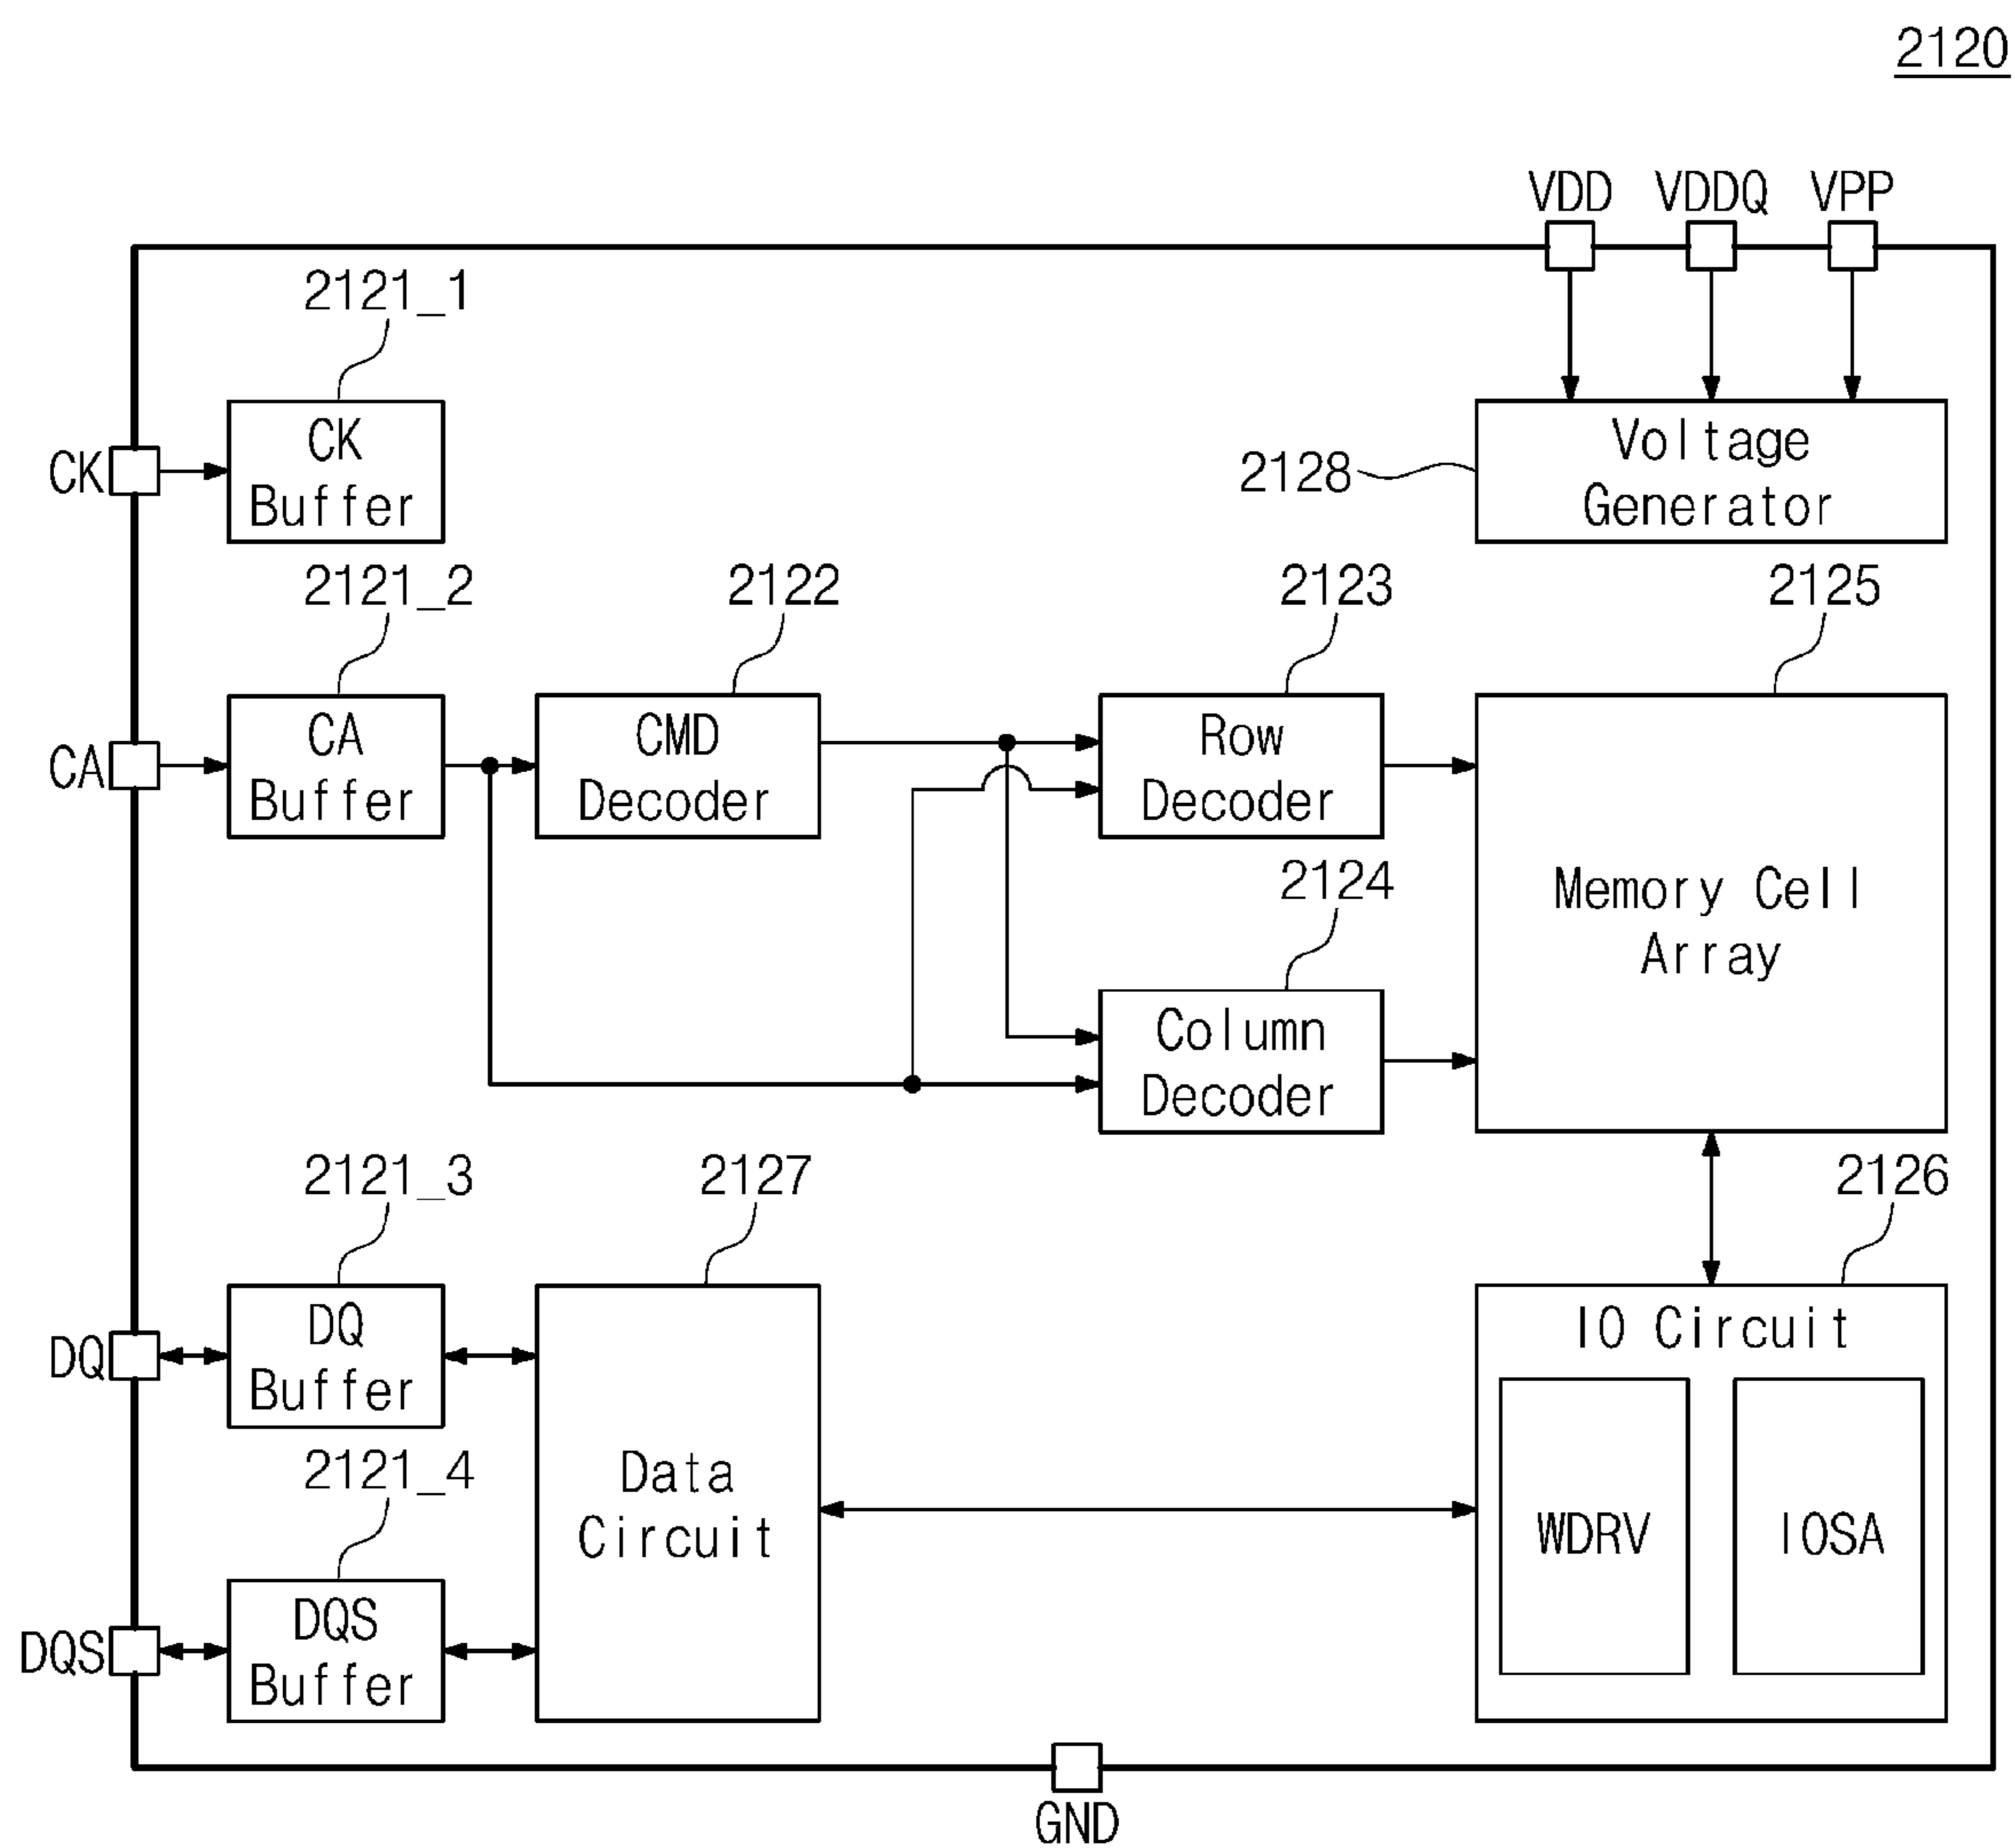 2120
VDD VDDQ VPP
2121_1
CK
CK
Buffer
2128
Voltage
Generator
2121_2
2122
2123
2125
CA
CA
Buffer
CMD
Decoder
Row
Decoder
2124
Memory Cell
Array
Column
Decoder
2121_3
2127
2126
DQ
DQ
Buffer
IO Circuit
2121_4
Data
Circuit
WDRV
IOSA
DQS
DQS
Buffer
GND